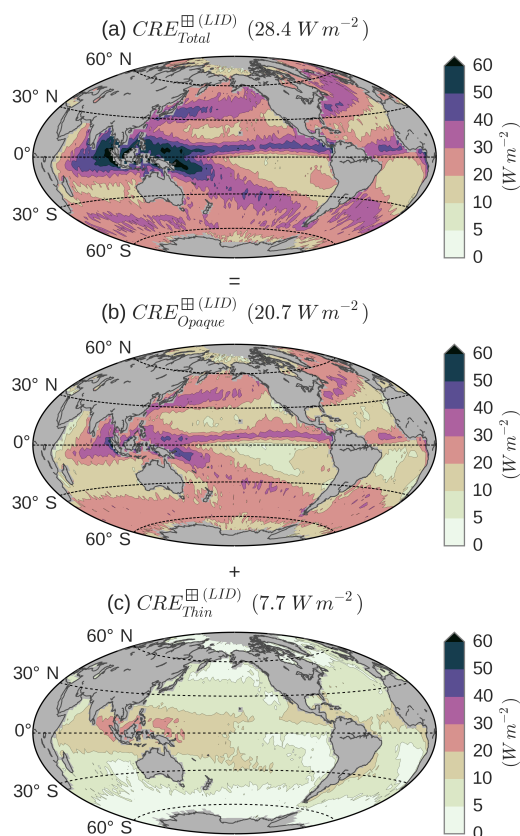 (a) CRE⊞(LID)Total (28.4 W m−2)
60° N
30° N
0°
30° S
60° S
60
50
40
30
20
10
5
0
(W m−2)
=
(b) CRE⊞(LID)Opaque (20.7 W m−2)
60° N
30° N
0°
30° S
60° S
60
50
40
30
20
10
5
0
(W m−2)
+
(c) CRE⊞(LID)Thin (7.7 W m−2)
60° N
30° N
0°
30° S
60° S
60
50
40
30
20
10
5
0
(W m−2)